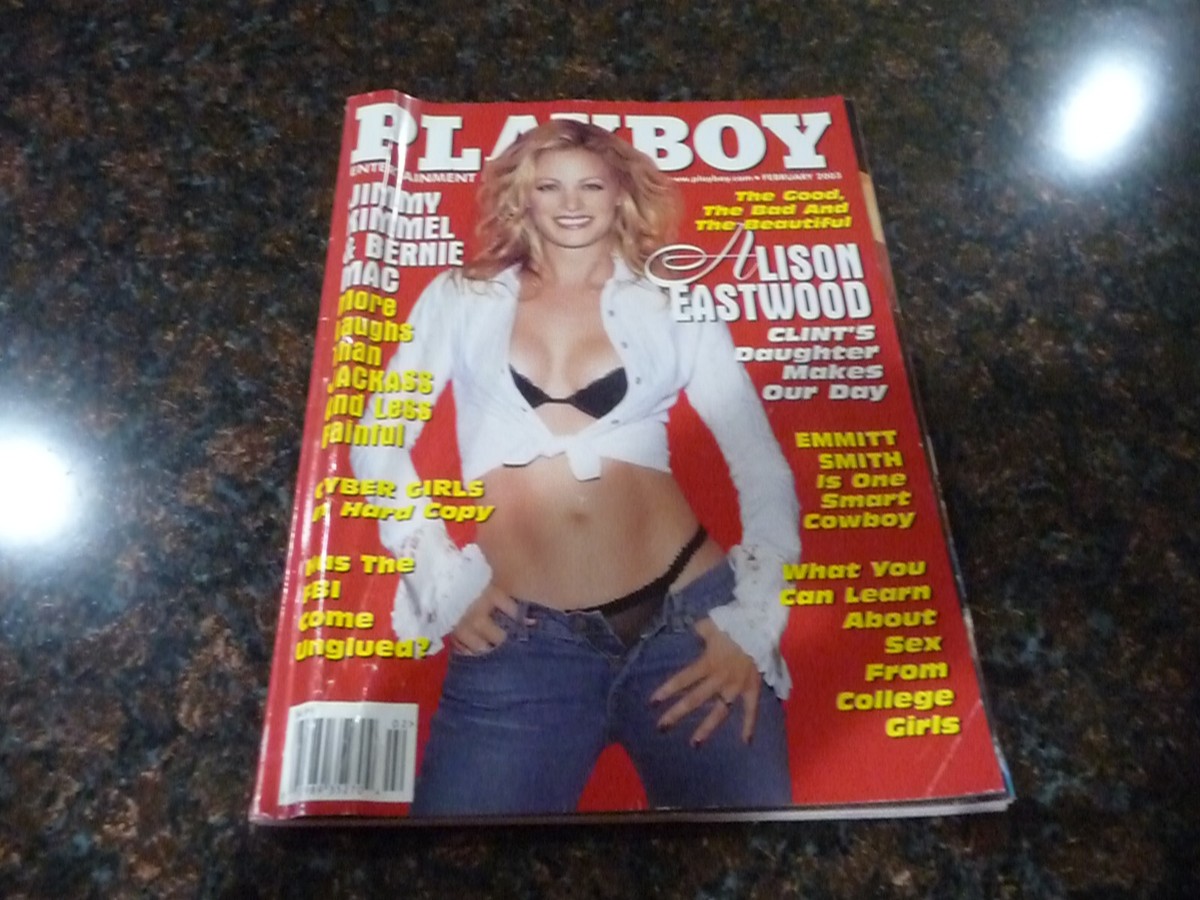 PLAYBOY
ENTERTAINMENT
www.playboy.com • FEBRUARY 2003
JIMMY
KIMMEL
& BERNIE
MAC
More
Laughs
Than
JACKASS
And Less
Painful
CYBER GIRLS
In Hard Copy
Has The
FBI
Come
Unglued?
The Good,
The Bad And
The Beautiful
ALISON
EASTWOOD
CLINT'S
Daughter
Makes
Our Day
EMMITT
SMITH
Is One
Smart
Cowboy
What You
Can Learn
About
Sex
From
College
Girls
02>